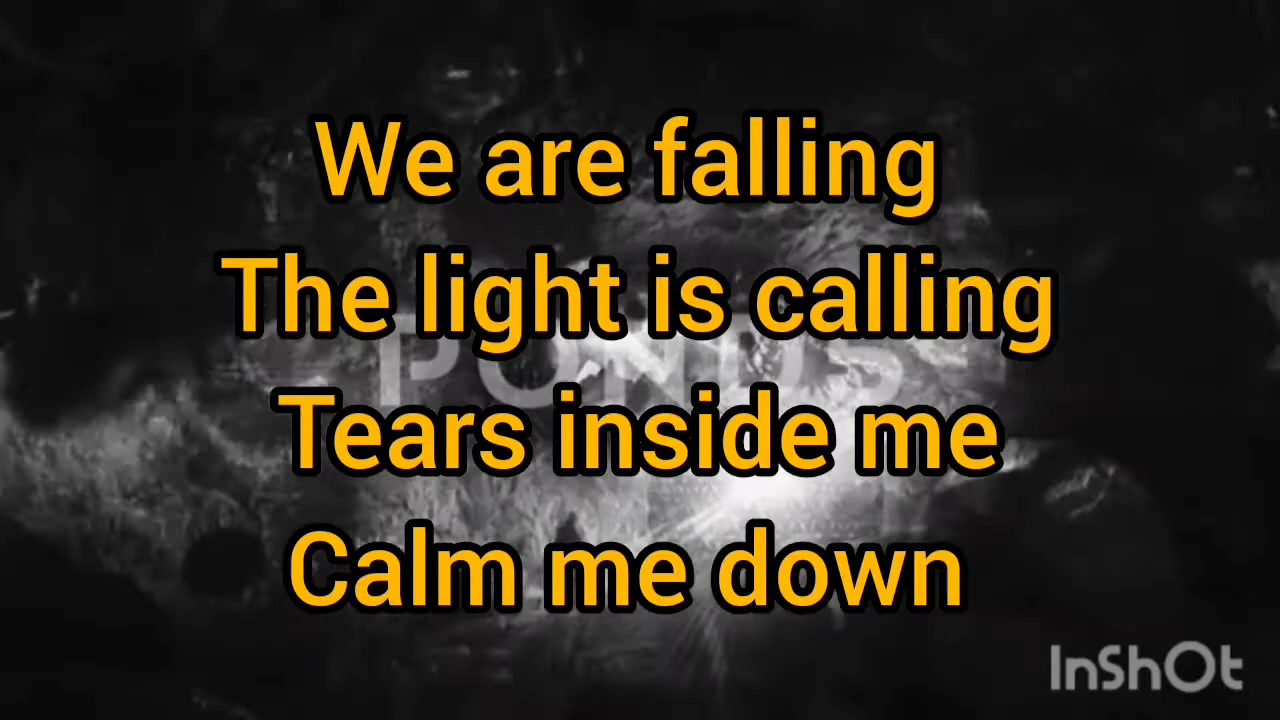 We are falling
The light is calling
Tears inside me
Calm me down
InShOt